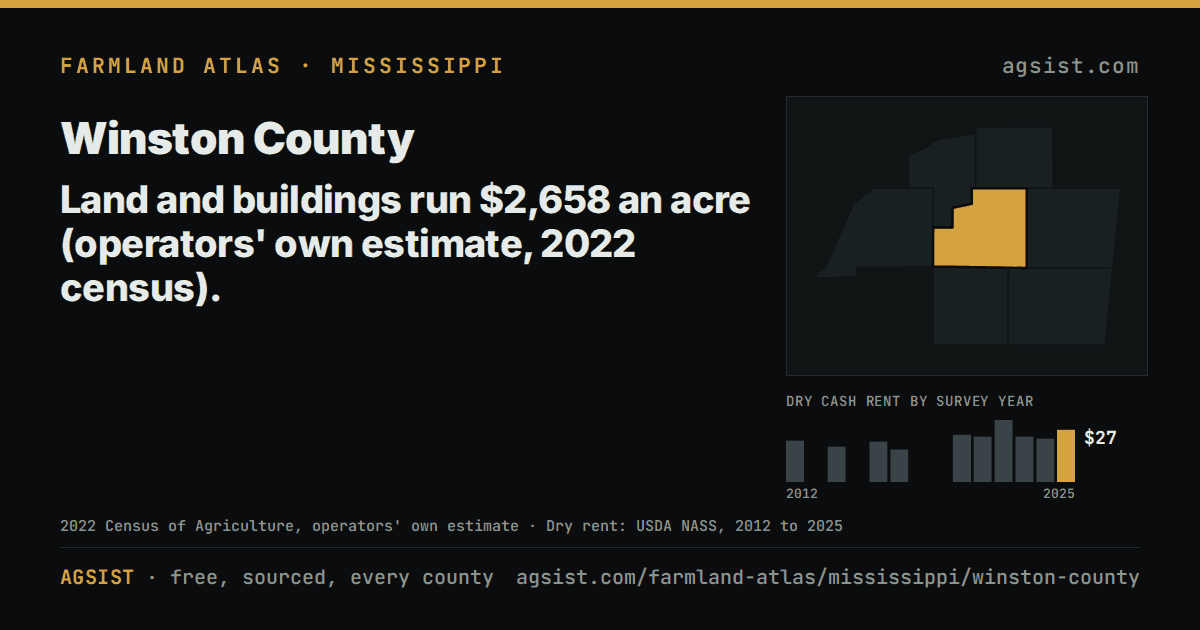 FARMLAND ATLAS · MISSISSIPPI
agsist.com
Winston County
Land and buildings run $2,658 an acre
(operators' own estimate, 2022
census).
DRY CASH RENT BY SURVEY YEAR
$27
2012
2025
2022 Census of Agriculture, operators' own estimate · Dry rent: USDA NASS, 2012 to 2025
AGSIST · free, sourced, every county
agsist.com/farmland-atlas/mississippi/winston-county